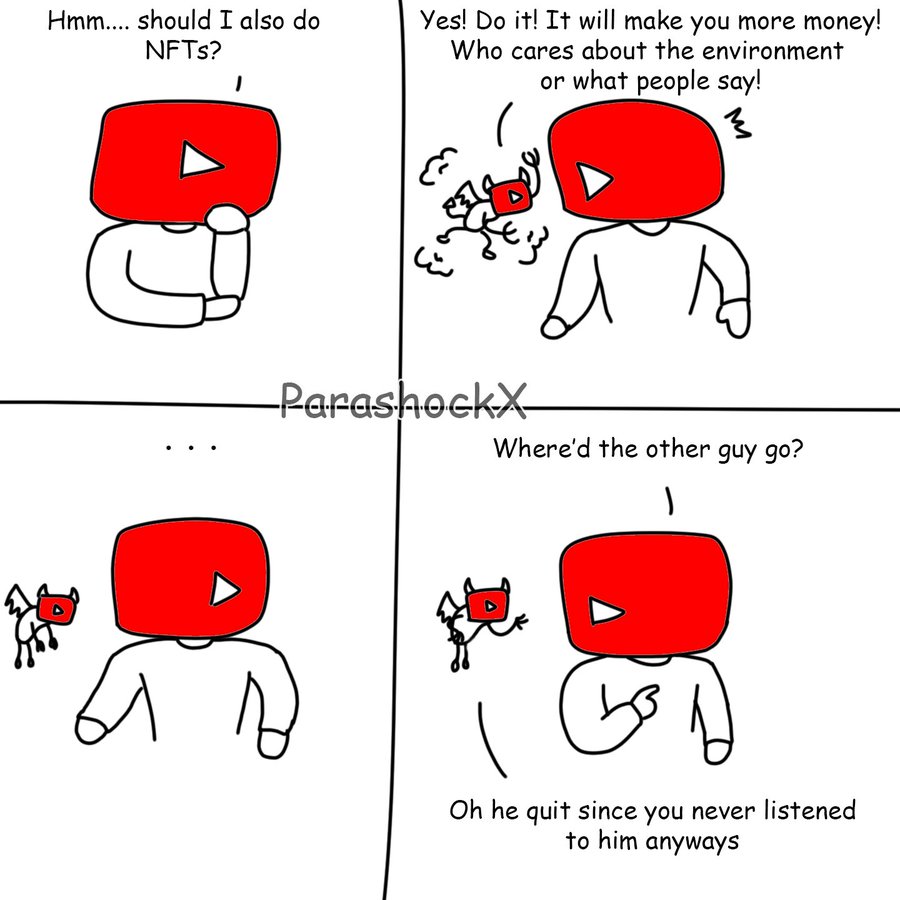 Hmm.... should I also do
NFTs?
Yes! Do it! It will make you more money!
Who cares about the environment
or what people say!
ParashockX
. . .
Where'd the other guy go?
Oh he quit since you never listened
to him anyways